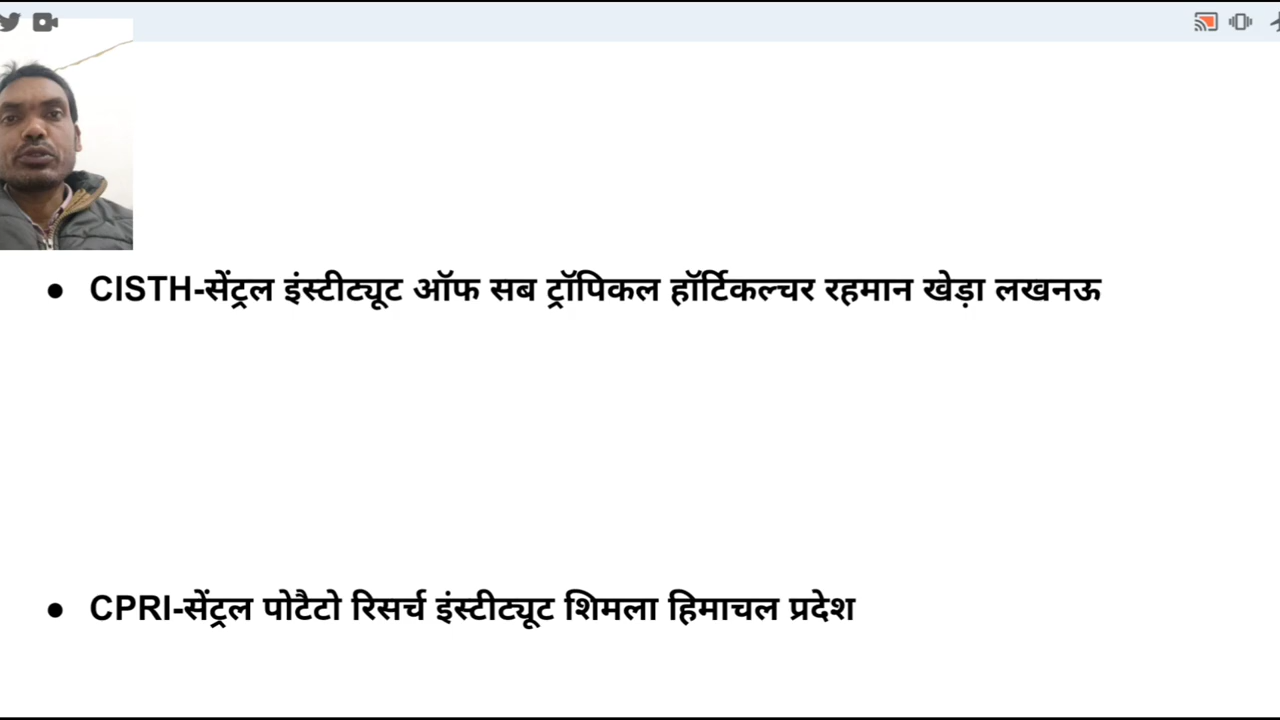 CISTH-सेंट्रल इंस्टीट्यूट ऑफ सब ट्रॉपिकल हॉर्टिकल्चर रहमान खेड़ा लखनऊ
CPRI-सेंट्रल पोटैटो रिसर्च इंस्टीट्यूट शिमला हिमाचल प्रदेश